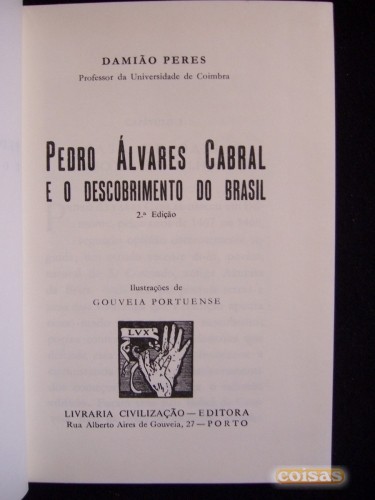 DAMIÃO PERES
Professor da Universidade de Coimbra
PEDRO ÁLVARES CABRAL
E O DESCOBRIMENTO DO BRASIL
2.ª Edição
Ilustrações de
GOUVEIA PORTUENSE
LVX
LIVRARIA CIVILIZAÇÃO — EDITORA
Rua Alberto Aires de Gouveia, 27 — PORTO
coisas